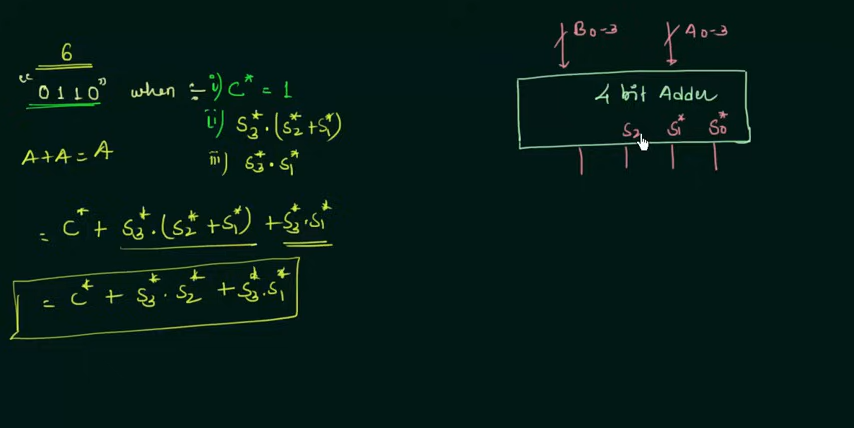 6
"0110" when ÷ i) C* = 1
ii) S3*·(S2*+S1*)
A+A = A
iii) S3*·S1*
= C* + S3*·(S2*+S1*) + S3*·S1*
= C* + S3*·S2* + S3*·S1*
B0-3 A0-3
4 bit Adder
S2 S1* S0*